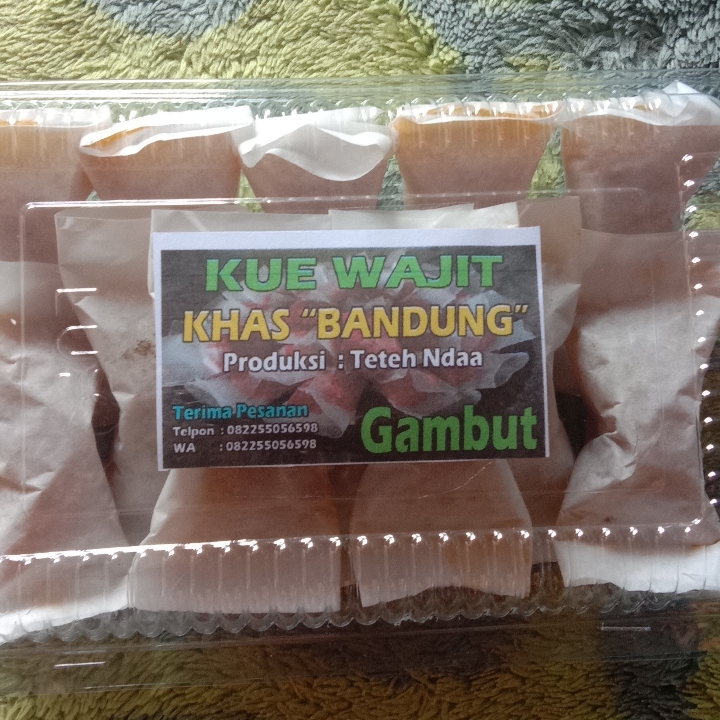 KUE WAJIT
KHAS “BANDUNG”
Produksi : Teteh Ndaa
Terima Pesanan
Telpon : 082255056598
WA : 082255056598
Gambut